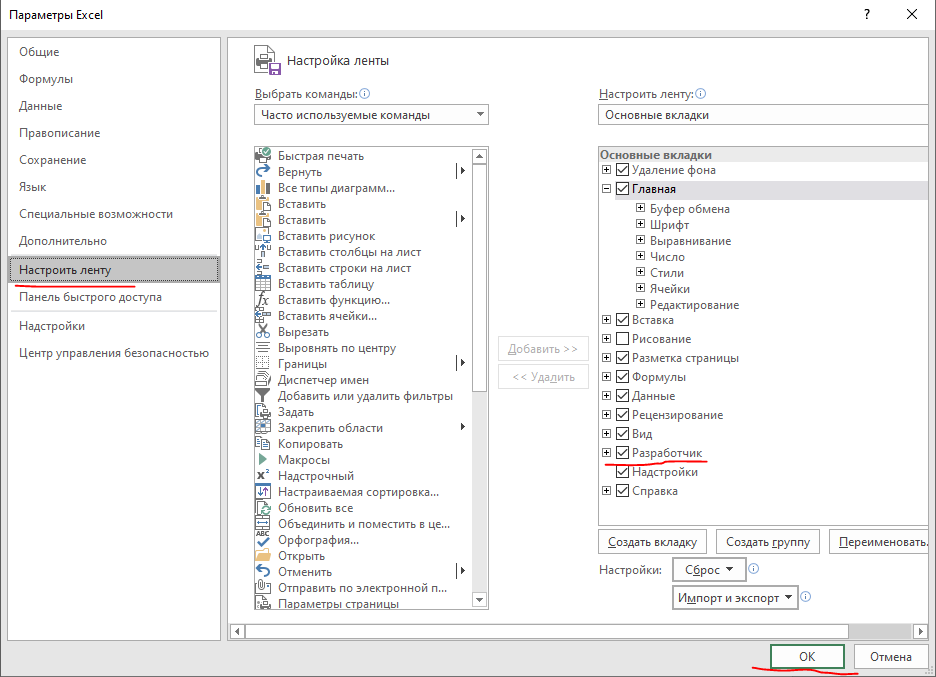 Параметры Excel
?
Общие
Формулы
Данные
Правописание
Сохранение
Язык
Специальные возможности
Дополнительно
Настроить ленту
Панель быстрого доступа
Надстройки
Центр управления безопасностью
Настройка ленты
Выбрать команды:
Часто используемые команды
Быстрая печать
Вернуть
Все типы диаграмм...
Вставить
Вставить
Вставить рисунок
Вставить столбцы на лист
Вставить строки на лист
Вставить таблицу
Вставить функцию...
Вставить ячейки...
Вырезать
Выровнять по центру
Границы
Диспетчер имен
Добавить или удалить фильтры
Задать
Закрепить области
Копировать
Макросы
Надстрочный
Настраиваемая сортировка...
Обновить все
Объединить и поместить в це...
Орфография...
Открыть
Отменить
Отправить по электронной п...
Параметры страницы
Добавить >>
<< Удалить
Настроить ленту:
Основные вкладки
Основные вкладки
Удаление фона
Главная
Буфер обмена
Шрифт
Выравнивание
Число
Стили
Ячейки
Редактирование
Вставка
Рисование
Разметка страницы
Формулы
Данные
Рецензирование
Вид
Разработчик
Надстройки
Справка
Создать вкладку
Создать группу
Переименовать.
Настройки:
Сброс
Импорт и экспорт
ОК
Отмена